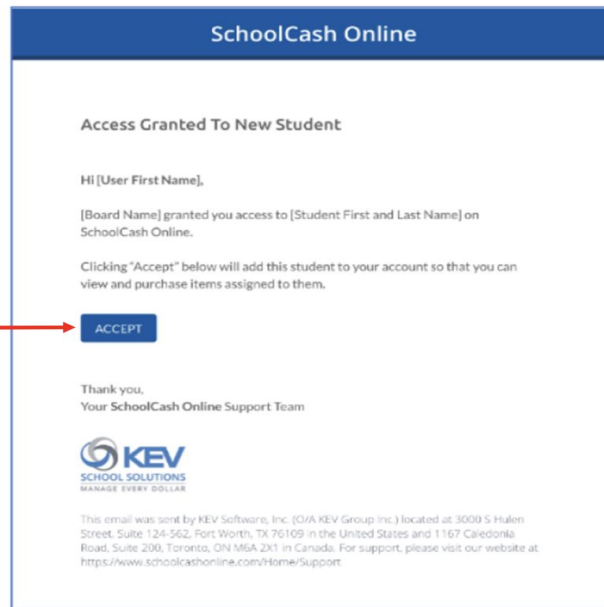 SchoolCash Online
Access Granted To New Student
Hi [User First Name],
[Board Name] granted you access to [Student First and Last Name] on
SchoolCash Online.
Clicking "Accept" below will add this student to your account so that you can
view and purchase items assigned to them.
ACCEPT
Thank you,
Your SchoolCash Online Support Team
KEV
SCHOOL SOLUTIONS
MANAGE EVERY DOLLAR
This email was sent by KEV Software, Inc. (O/A KEV Group Inc.) located at 3000 S Hulen
Street, Suite 124-562, Fort Worth, TX 76109 in the United States and 1167 Caledonia
Road, Suite 200, Toronto, ON M6A 2X1 in Canada. For support, please visit our website at
https://www.schoolcashonline.com/Home/Support